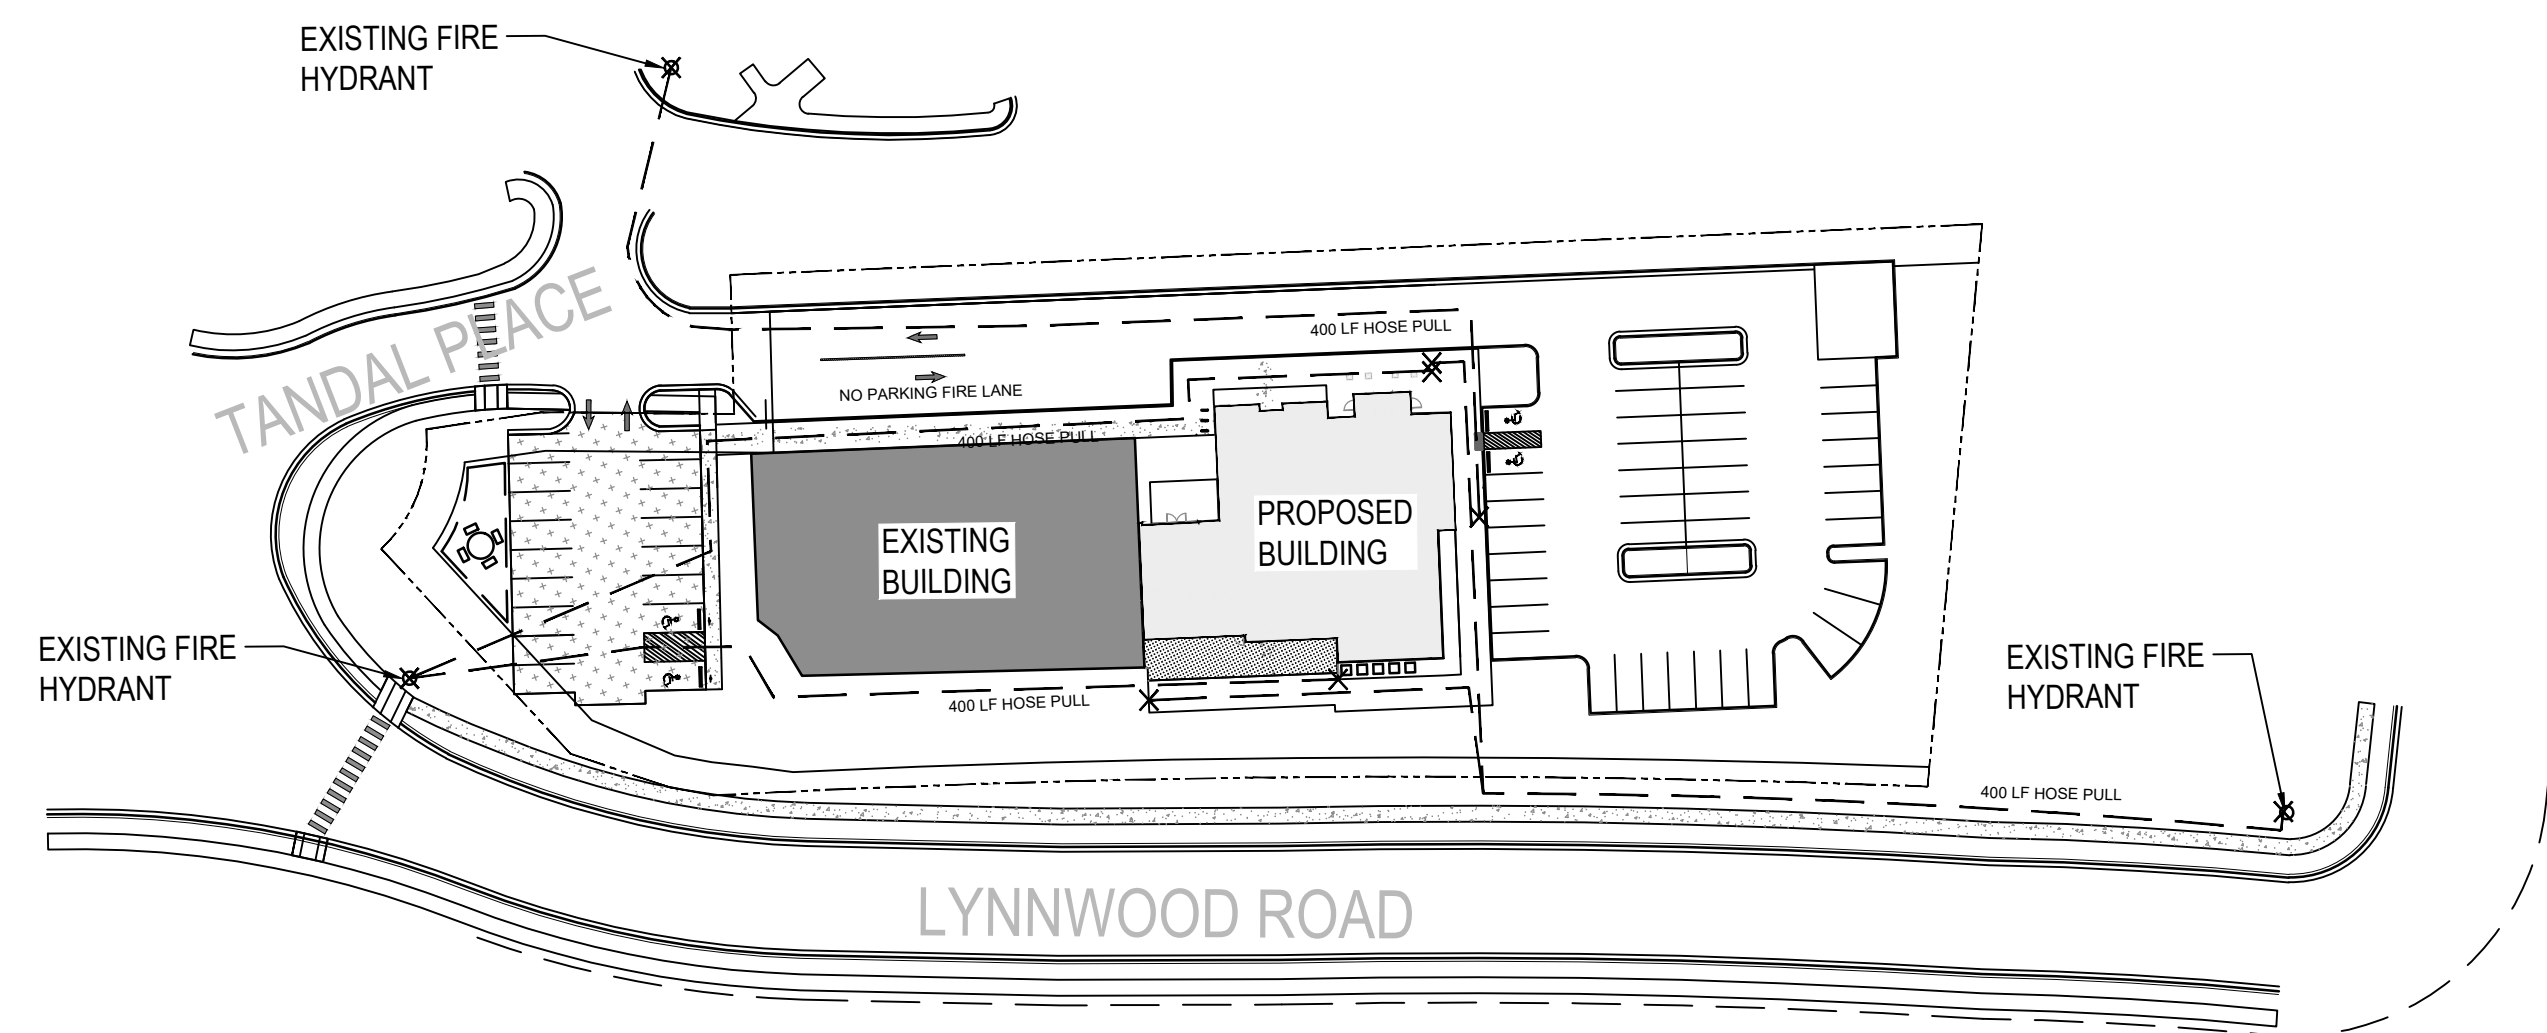 EXISTING FIRE
HYDRANT
TANDAL PLACE
400 LF HOSE PULL
NO PARKING FIRE LANE
400 LF HOSE PULL
EXISTING
BUILDING
PROPOSED
BUILDING
EXISTING FIRE
HYDRANT
EXISTING FIRE
HYDRANT
400 LF HOSE PULL
400 LF HOSE PULL
LYNNWOOD ROAD